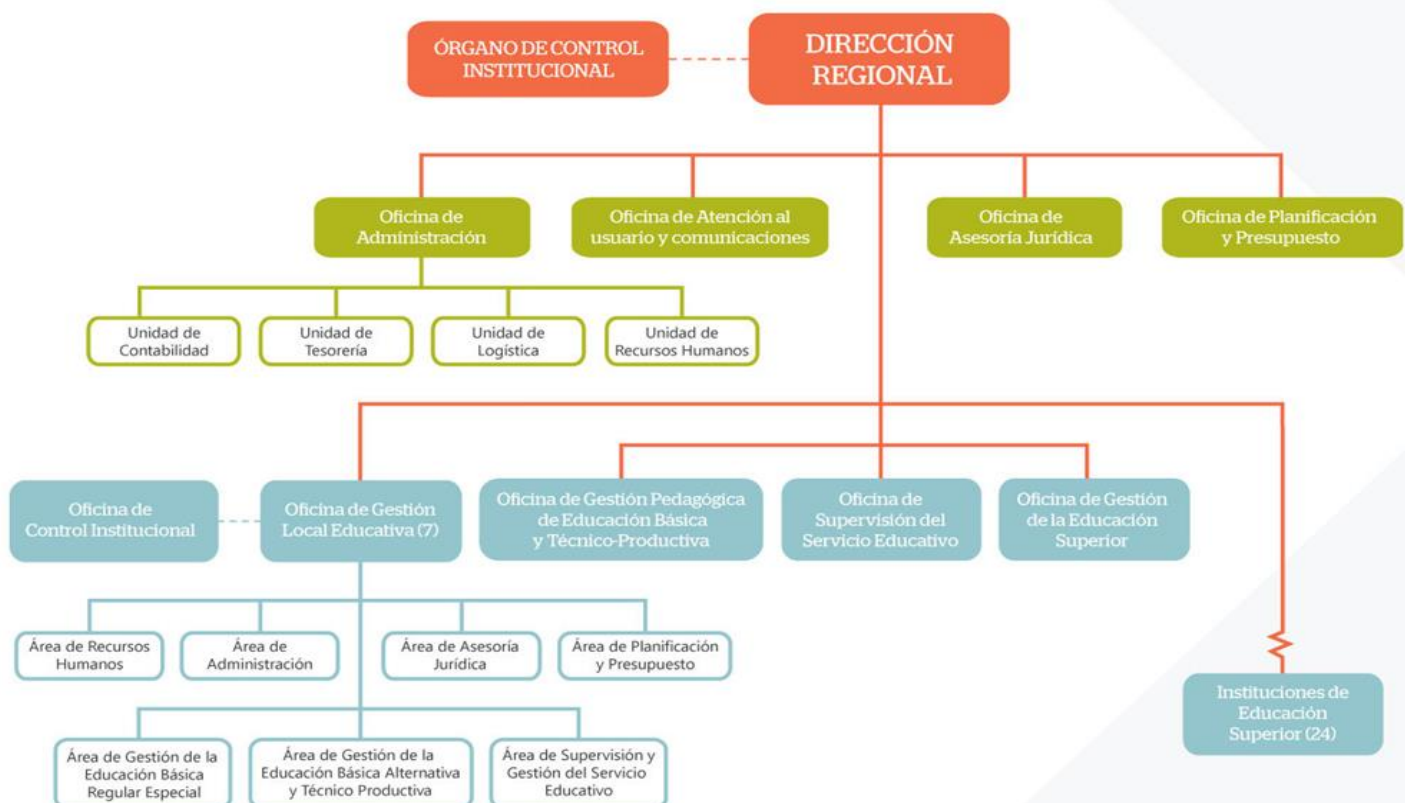 ÓRGANO DE CONTROL
INSTITUCIONAL
DIRECCIÓN
REGIONAL
Oficina de
Administración
Oficina de Atención al
usuario y comunicaciones
Oficina de
Asesoría Jurídica
Oficina de Planificación
y Presupuesto
Unidad de
Contabilidad
Unidad de
Tesorería
Unidad de
Logística
Unidad de
Recursos Humanos
Oficina de
Control Institucional
Oficina de Gestión
Local Educativa (7)
Oficina de Gestión Pedagógica
de Educación Básica
y Técnico-Productiva
Oficina de
Supervisión del
Servicio Educativo
Oficina de Gestión
de la Educación
Superior
Área de Recursos
Humanos
Área de
Administración
Área de Asesoría
Jurídica
Área de Planificación
y Presupuesto
Instituciones de
Educación
Superior (24)
Área de Gestión de la
Educación Básica
Regular Especial
Área de Gestión de la
Educación Básica Alternativa
y Técnico Productiva
Área de Supervisión y
Gestión del Servicio
Educativo